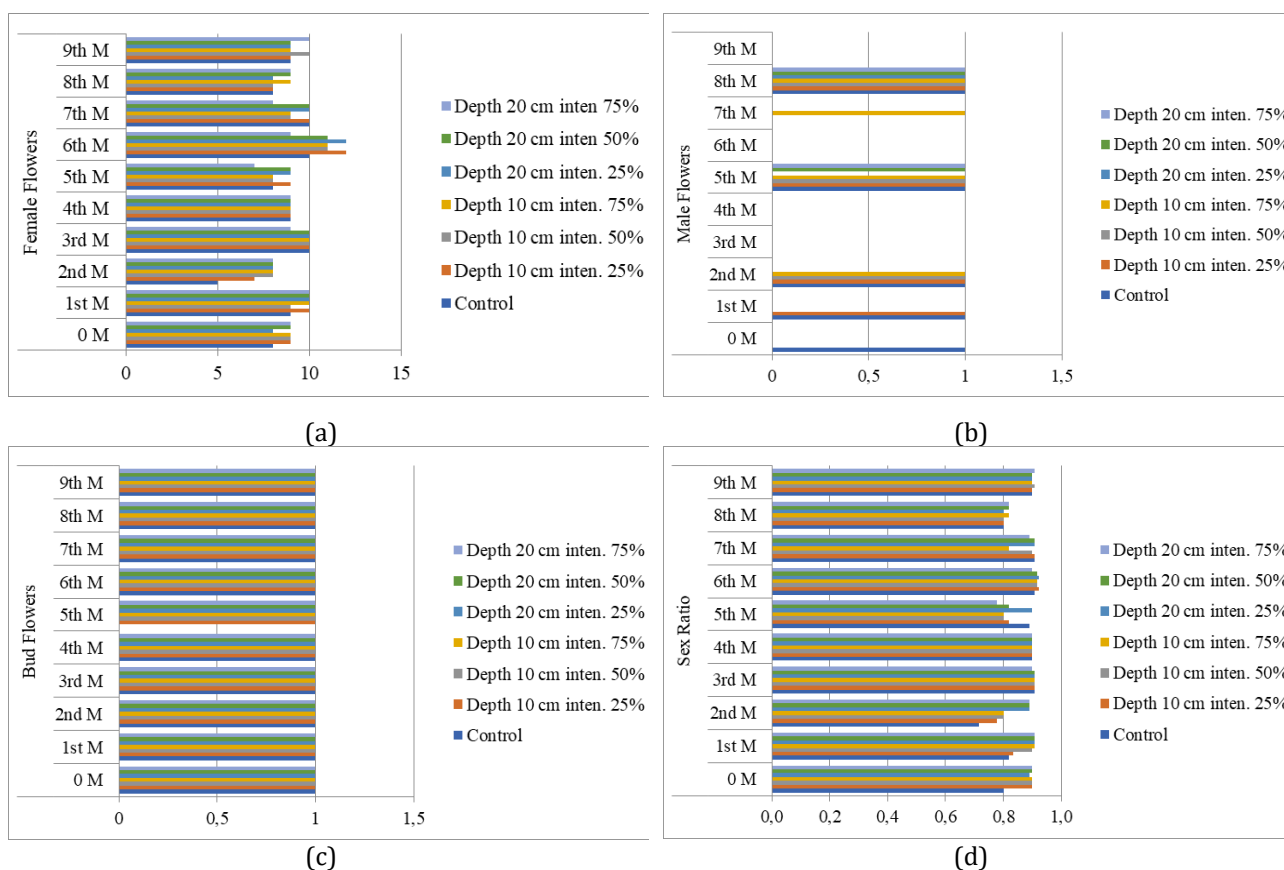 Female Flowers
9th M
8th M
7th M
6th M
5th M
4th M
3rd M
2nd M
1st M
0 M
0 5 10 15
Depth 20 cm inten 75%
Depth 20 cm inten 50%
Depth 20 cm inten. 25%
Depth 10 cm inten. 75%
Depth 10 cm inten. 50%
Depth 10 cm inten. 25%
Control
(a)
Male Flowers
9th M
8th M
7th M
6th M
5th M
4th M
3rd M
2nd M
1st M
0 M
0 0,5 1 1,5
Depth 20 cm inten. 75%
Depth 20 cm inten. 50%
Depth 20 cm inten. 25%
Depth 10 cm inten. 75%
Depth 10 cm inten. 50%
Depth 10 cm inten. 25%
Control
(b)
Bud Flowers
9th M
8th M
7th M
6th M
5th M
4th M
3rd M
2nd M
1st M
0 M
0 0,5 1 1,5
Depth 20 cm inten. 75%
Depth 20 cm inten. 50%
Depth 20 cm inten. 25%
Depth 10 cm inten. 75%
Depth 10 cm inten. 50%
Depth 10 cm inten. 25%
Control
(c)
Sex Ratio
9th M
8th M
7th M
6th M
5th M
4th M
3rd M
2nd M
1st M
0 M
0,0 0,2 0,4 0,6 0,8 1,0
Depth 20 cm inten. 75%
Depth 20 cm inten. 50%
Depth 20 cm inten. 25%
Depth 10 cm inten. 75%
Depth 10 cm inten. 50%
Depth 10 cm inten. 25%
Control
(d)